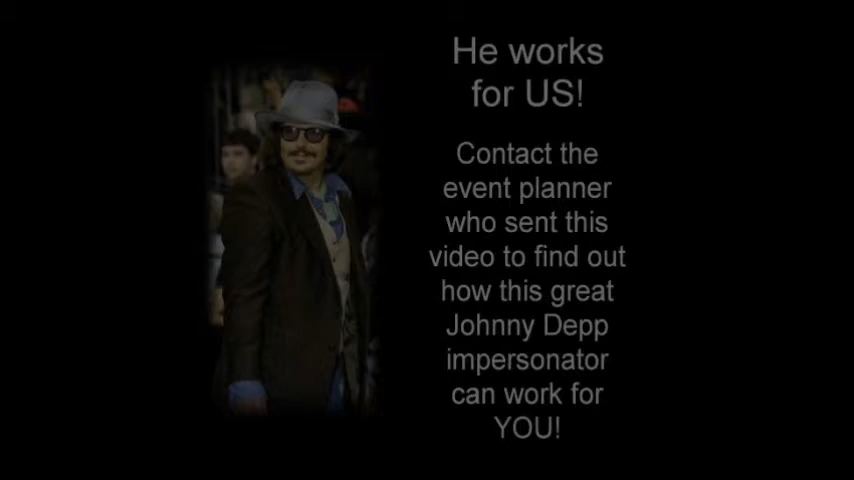 He works
for US!
Contact the
event planner
who sent this
video to find out
how this great
Johnny Depp
impersonator
can work for
YOU!